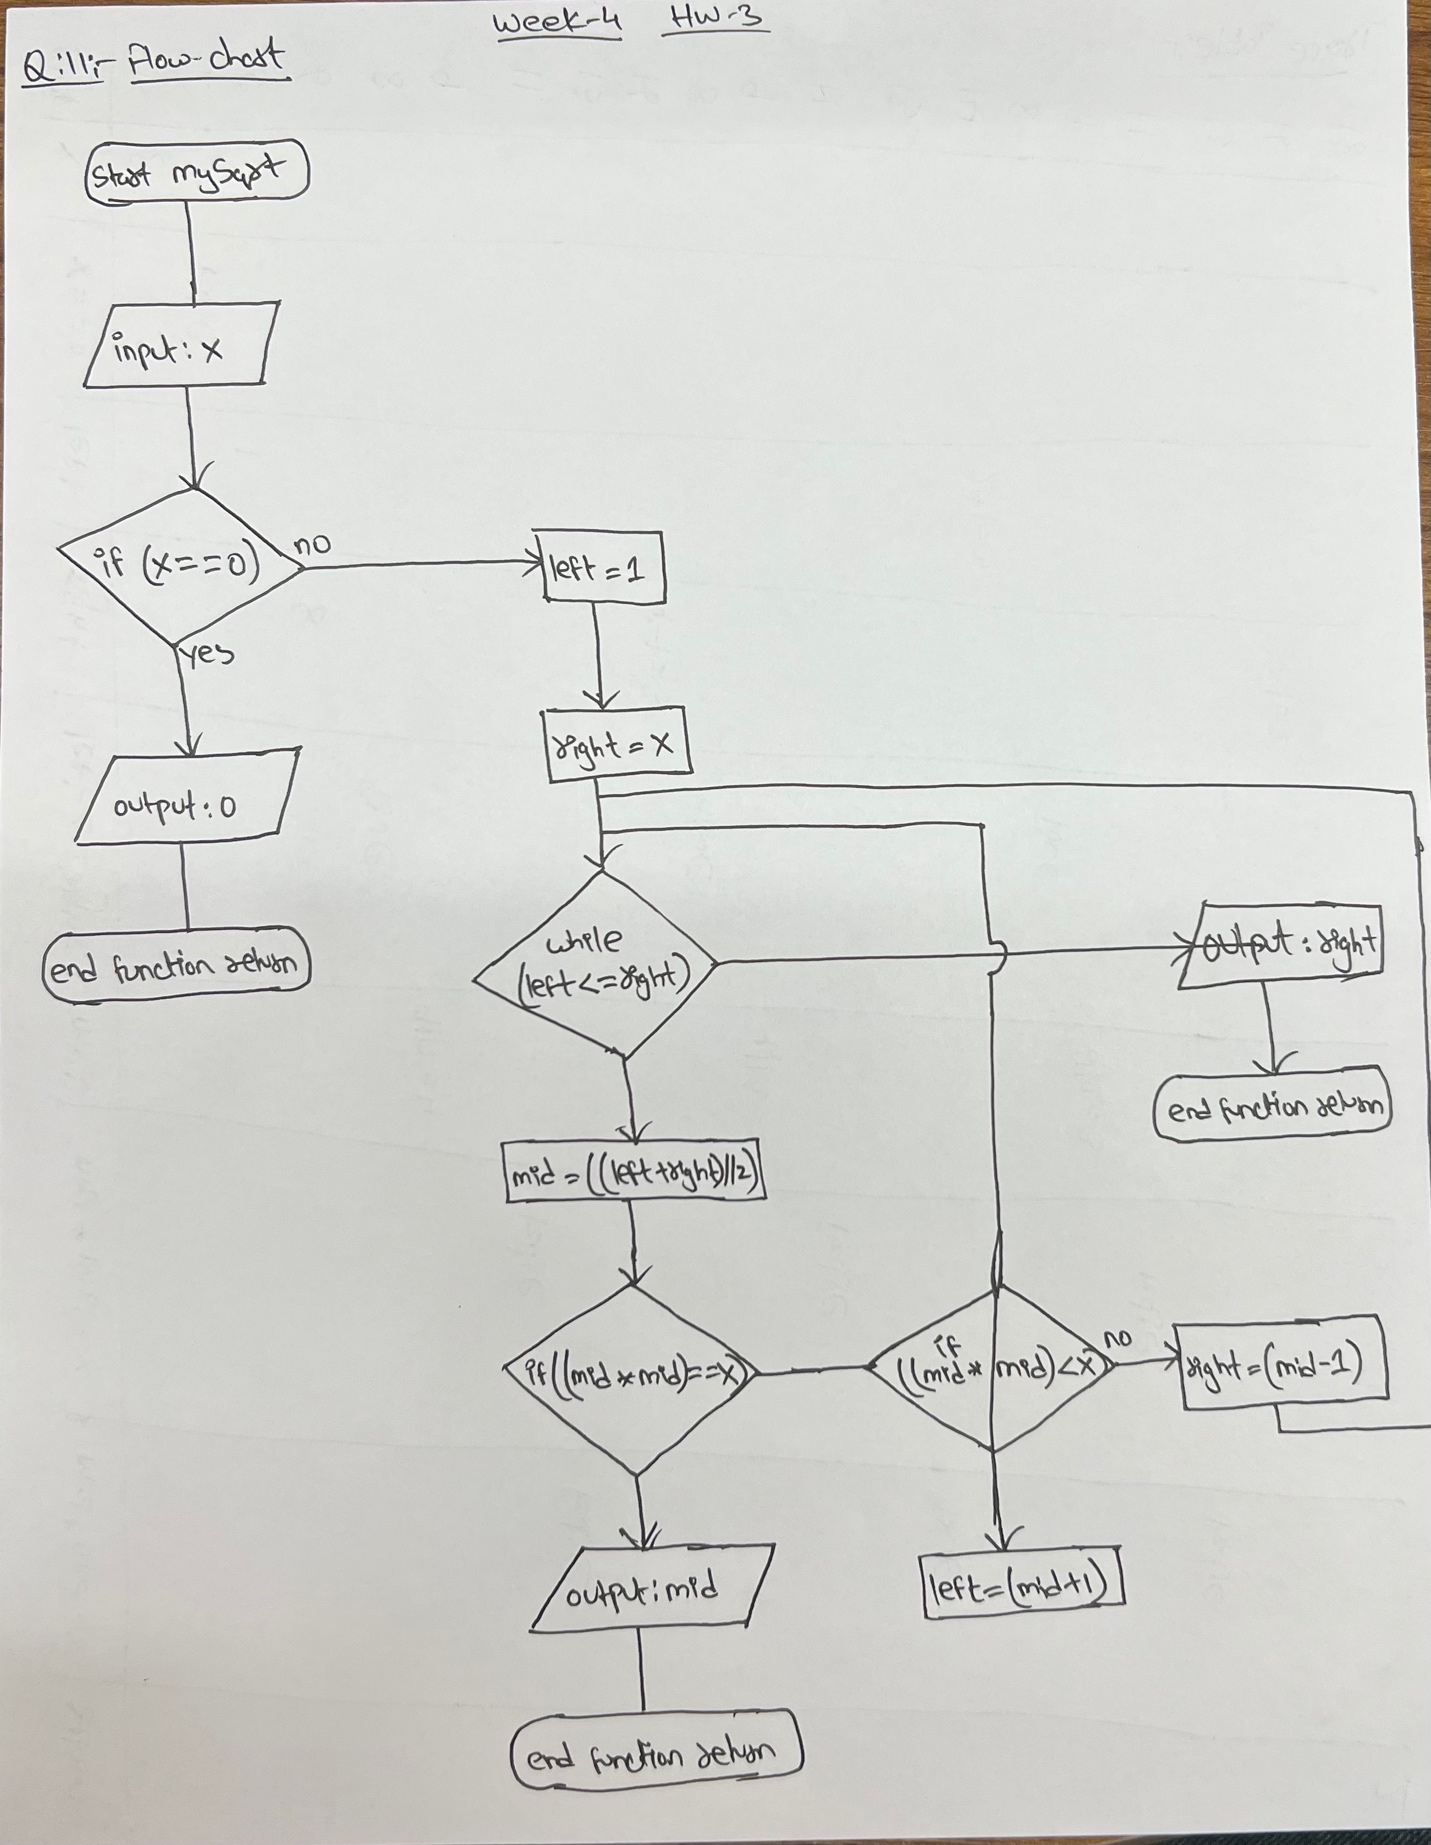 Week-4 HW-3
Q:11:- Flow-chart
Start mySqrt
input: x
if (x==0)
no
left = 1
yes
right = x
output: 0
while
(left<=right)
output: right
end function return
end function return
mid = ((left+right)//2)
if((mid*mid)==x)
if
((mid*mid)<x)
no
right=(mid-1)
output: mid
left=(mid+1)
end function return